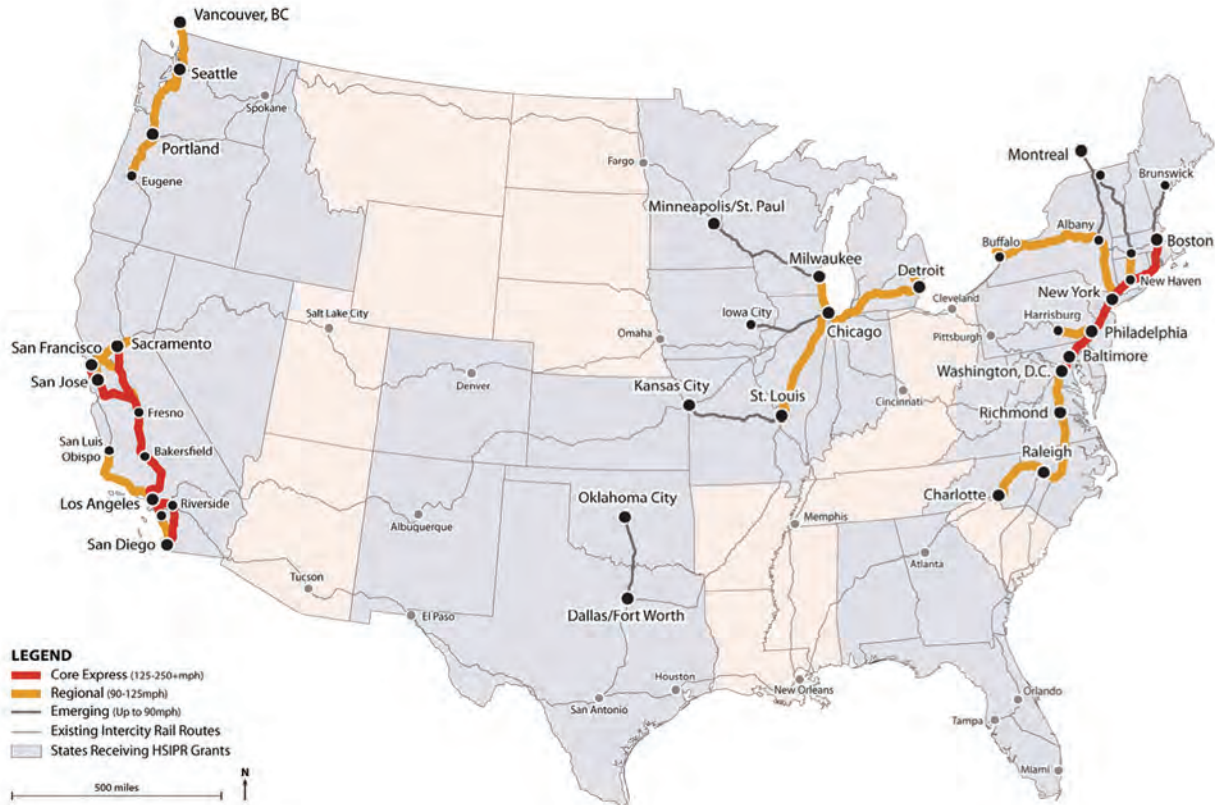 Vancouver, BC
Seattle
Spokane
Portland
Eugene
Fargo
Minneapolis/St. Paul
Milwaukee
Detroit
Iowa City
Chicago
Omaha
Cleveland
Pittsburgh
Montreal
Brunswick
Albany
Buffalo
Boston
New Haven
New York
Harrisburg
Philadelphia
Baltimore
Washington, D.C.
Richmond
Raleigh
Charlotte
Salt Lake City
Sacramento
San Francisco
San Jose
Fresno
San Luis
Obispo
Bakersfield
Los Angeles
Riverside
San Diego
Denver
Kansas City
St. Louis
Cincinnati
Oklahoma City
Albuquerque
Memphis
Atlanta
Tucson
El Paso
Dallas/Fort Worth
Houston
San Antonio
New Orleans
Orlando
Tampa
Miami
LEGEND
Core Express (125-250+mph)
Regional (90-125mph)
Emerging (Up to 90mph)
Existing Intercity Rail Routes
States Receiving HSIPR Grants
500 miles
N